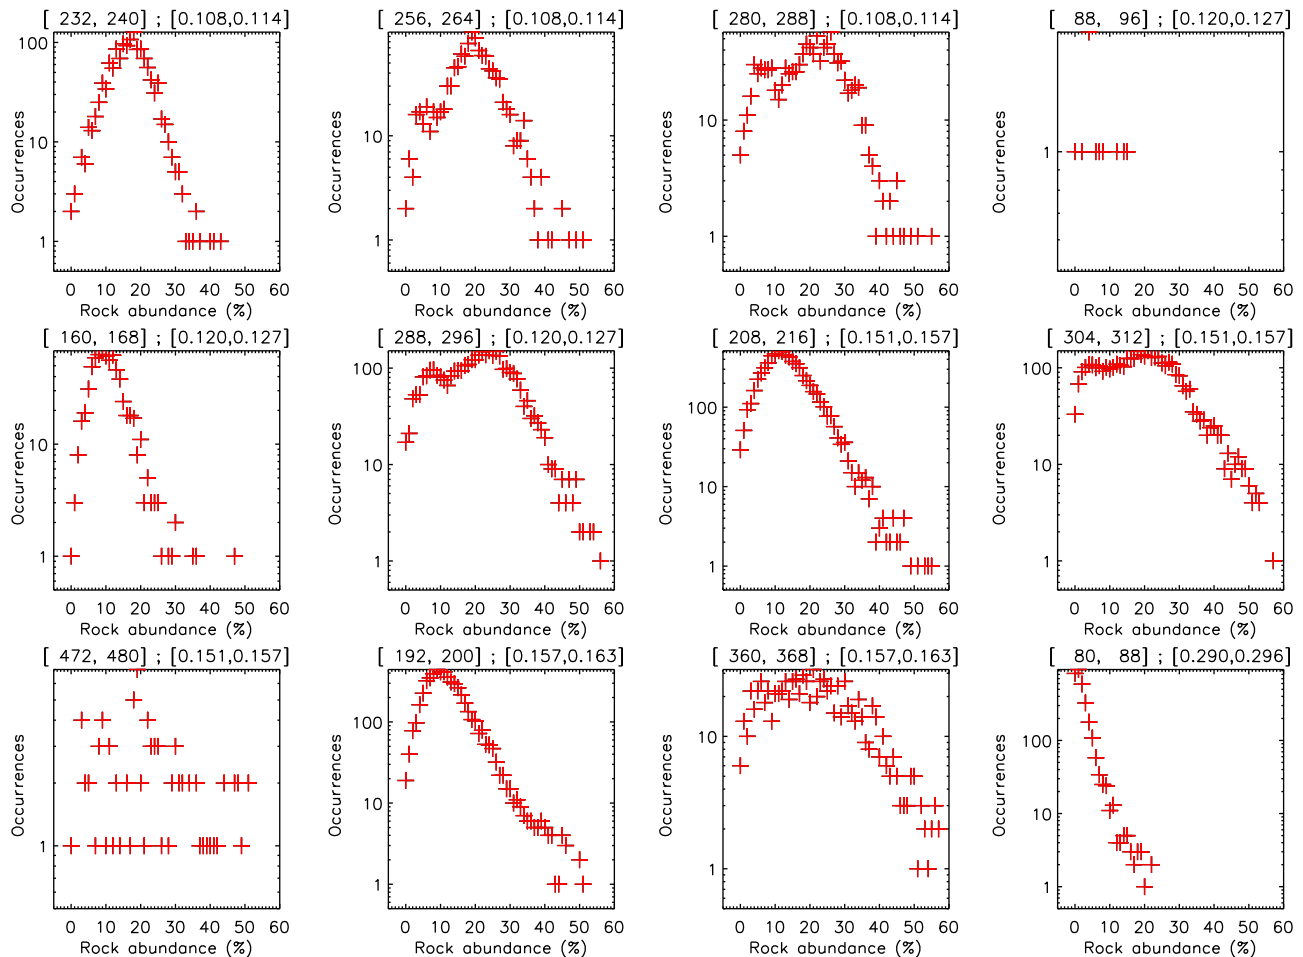 [ 232, 240] ; [0.108,0.114]
[ 256, 264] ; [0.108,0.114]
[ 280, 288] ; [0.108,0.114]
[ 88, 96] ; [0.120,0.127]
100
10
1
Occurrences
0 10 20 30 40 50 60
Rock abundance (%)
10
1
Occurrences
0 10 20 30 40 50 60
Rock abundance (%)
10
1
Occurrences
0 10 20 30 40 50 60
Rock abundance (%)
1
Occurrences
0 10 20 30 40 50 60
Rock abundance (%)
[ 160, 168] ; [0.120,0.127]
[ 288, 296] ; [0.120,0.127]
[ 208, 216] ; [0.151,0.157]
[ 304, 312] ; [0.151,0.157]
10
1
Occurrences
0 10 20 30 40 50 60
Rock abundance (%)
100
10
1
Occurrences
0 10 20 30 40 50 60
Rock abundance (%)
100
10
1
Occurrences
0 10 20 30 40 50 60
Rock abundance (%)
100
10
1
Occurrences
0 10 20 30 40 50 60
Rock abundance (%)
[ 472, 480] ; [0.151,0.157]
[ 192, 200] ; [0.157,0.163]
[ 360, 368] ; [0.157,0.163]
[ 80, 88] ; [0.290,0.296]
1
Occurrences
0 10 20 30 40 50 60
Rock abundance (%)
100
10
1
Occurrences
0 10 20 30 40 50 60
Rock abundance (%)
10
1
Occurrences
0 10 20 30 40 50 60
Rock abundance (%)
100
10
1
Occurrences
0 10 20 30 40 50 60
Rock abundance (%)